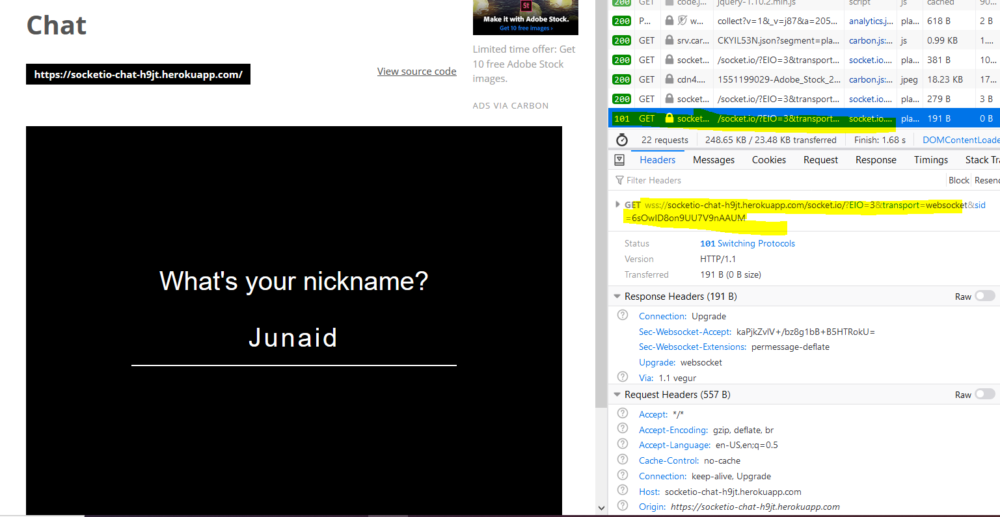 Chat
https://socketio-chat-h9jt.herokuapp.com/
View source code
St
Make it with Adobe Stock.
Get 10 free images ›
Limited time offer: Get
10 free Adobe Stock
images.
ADS VIA CARBON
What's your nickname?
Junaid
200 GET code.j... jquery-1.10.2.min.js script js cached 90...
200 P... w... collect?v=1&_v=j87&a=205... analytics.j... pla... 618 B 2 B
200 GET srv.car... CKYIL53N.json?segment=pla... carbon.js:... js 0.99 KB 1....
200 GET socket... /socket.io/?EIO=3&transport... socket.io.... pla... 381 B 10...
200 GET cdn4.... 1551199029-Adobe_Stock_2... carbon.js:... jpeg 18.23 KB 17...
200 GET socket... /socket.io/?EIO=3&transport... socket.io.... pla... 279 B 3 B
101 GET socket... /socket.io/?EIO=3&transport... socket.io.... pla... 191 B 0 B
22 requests 248.65 KB / 23.48 KB transferred Finish: 1.68 s DOMContentLoade
Headers Messages Cookies Request Response Timings Stack Tra
Filter Headers Block Resend
GET wss://socketio-chat-h9jt.herokuapp.com/socket.io/?EIO=3&transport=websocket&sid
=6sOwID8on9UU7V9nAAUM
Status 101 Switching Protocols
Version HTTP/1.1
Transferred 191 B (0 B size)
Response Headers (191 B) Raw
Connection: Upgrade
Sec-Websocket-Accept: kaPjkZvIV+/bz8g1bB+B5HTRokU=
Sec-Websocket-Extensions: permessage-deflate
Upgrade: websocket
Via: 1.1 vegur
Request Headers (557 B) Raw
Accept: */*
Accept-Encoding: gzip, deflate, br
Accept-Language: en-US,en;q=0.5
Cache-Control: no-cache
Connection: keep-alive, Upgrade
Host: socketio-chat-h9jt.herokuapp.com
Origin: https://socketio-chat-h9jt.herokuapp.com